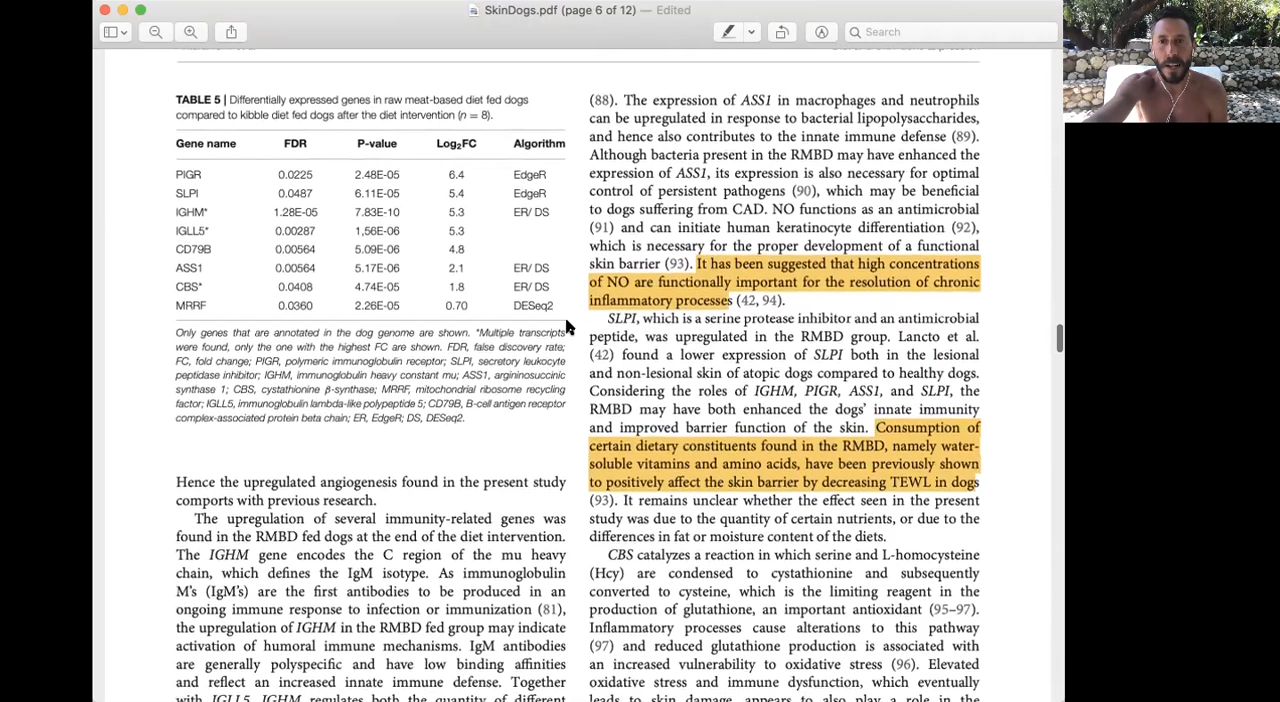 SkinDogs.pdf (page 6 of 12) — Edited
Search
TABLE 5 | Differentially expressed genes in raw meat-based diet fed dogs
compared to kibble diet fed dogs after the diet intervention (n = 8).
Gene name FDR P-value Log2FC Algorithm
PIGR 0.0225 2.48E-05 6.4 EdgeR
SLPI 0.0487 6.11E-05 5.4 EdgeR
IGHM* 1.28E-05 7.83E-10 5.3 ER/ DS
IGLL5* 0.00287 1,56E-06 5.3
CD79B 0.00564 5.09E-06 4.8
ASS1 0.00564 5.17E-06 2.1 ER/ DS
CBS* 0.0408 4.74E-05 1.8 ER/ DS
MRRF 0.0360 2.26E-05 0.70 DESeq2
Only genes that are annotated in the dog genome are shown. *Multiple transcripts
were found, only the one with the highest FC are shown. FDR, false discovery rate;
FC, fold change; PIGR, polymeric immunoglobulin receptor; SLPI, secretory leukocyte
peptidase inhibitor; IGHM, immunoglobulin heavy constant mu; ASS1, argininosuccinic
synthase 1; CBS, cystathionine β-synthase; MRRF, mitochondrial ribosome recycling
factor; IGLL5, immunoglobulin lambda-like polypeptide 5; CD79B, B-cell antigen receptor
complex-associated protein beta chain; ER, EdgeR; DS, DESeq2.
Hence the upregulated angiogenesis found in the present study
comports with previous research.
The upregulation of several immunity-related genes was
found in the RMBD fed dogs at the end of the diet intervention.
The IGHM gene encodes the C region of the mu heavy
chain, which defines the IgM isotype. As immunoglobulin
M's (IgM's) are the first antibodies to be produced in an
ongoing immune response to infection or immunization (81),
the upregulation of IGHM in the RMBD fed group may indicate
activation of humoral immune mechanisms. IgM antibodies
are generally polyspecific and have low binding affinities
and reflect an increased innate immune defense. Together
with IGLL5, IGHM regulates both the quantity of different
(88). The expression of ASS1 in macrophages and neutrophils
can be upregulated in response to bacterial lipopolysaccharides,
and hence also contributes to the innate immune defense (89).
Although bacteria present in the RMBD may have enhanced the
expression of ASS1, its expression is also necessary for optimal
control of persistent pathogens (90), which may be beneficial
to dogs suffering from CAD. NO functions as an antimicrobial
(91) and can initiate human keratinocyte differentiation (92),
which is necessary for the proper development of a functional
skin barrier (93). It has been suggested that high concentrations
of NO are functionally important for the resolution of chronic
inflammatory processes (42, 94).
SLPI, which is a serine protease inhibitor and an antimicrobial
peptide, was upregulated in the RMBD group. Lancto et al.
(42) found a lower expression of SLPI both in the lesional
and non-lesional skin of atopic dogs compared to healthy dogs.
Considering the roles of IGHM, PIGR, ASS1, and SLPI, the
RMBD may have both enhanced the dogs' innate immunity
and improved barrier function of the skin. Consumption of
certain dietary constituents found in the RMBD, namely water-
soluble vitamins and amino acids, have been previously shown
to positively affect the skin barrier by decreasing TEWL in dogs
(93). It remains unclear whether the effect seen in the present
study was due to the quantity of certain nutrients, or due to the
differences in fat or moisture content of the diets.
CBS catalyzes a reaction in which serine and L-homocysteine
(Hcy) are condensed to cystathionine and subsequently
converted to cysteine, which is the limiting reagent in the
production of glutathione, an important antioxidant (95–97).
Inflammatory processes cause alterations to this pathway
(97) and reduced glutathione production is associated with
an increased vulnerability to oxidative stress (96). Elevated
oxidative stress and immune dysfunction, which eventually
leads to skin damage, appears to also play a role in the